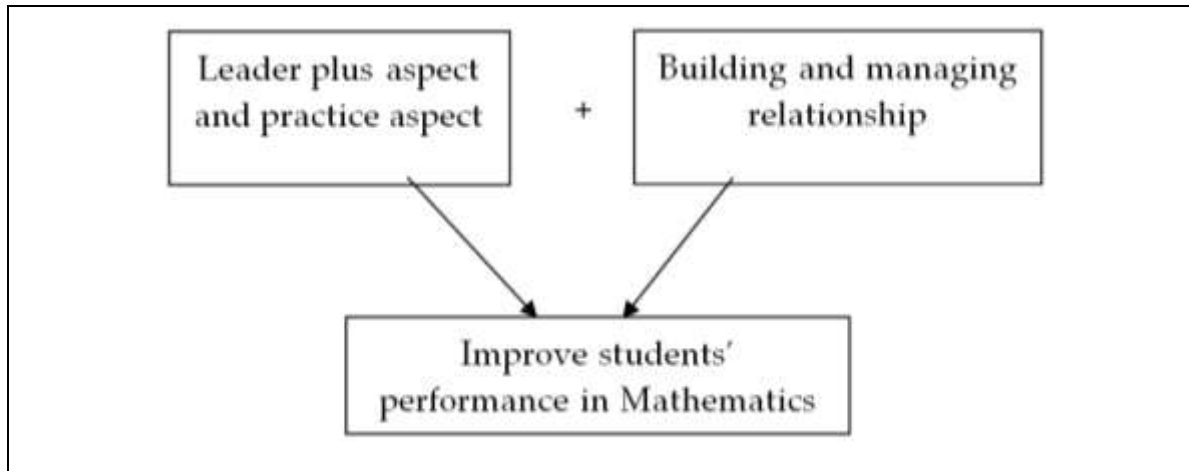 Leader plus aspect
and practice aspect
+
Building and managing
relationship
Improve students'
performance in Mathematics